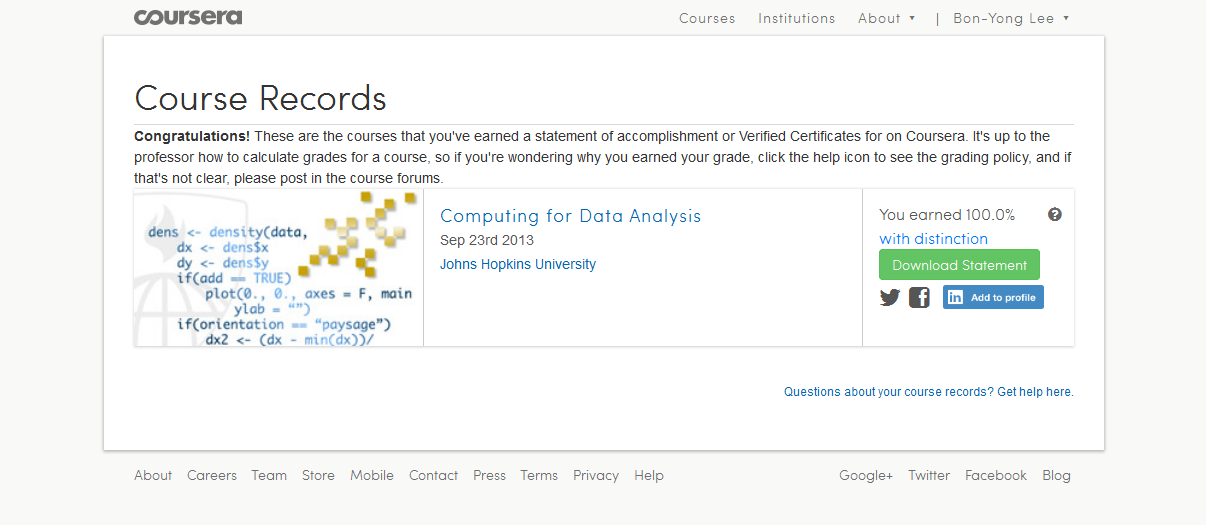 coursera
Courses Institutions About ▼ | Bon-Yong Lee ▼
Course Records
Congratulations! These are the courses that you've earned a statement of accomplishment or Verified Certificates for on Coursera. It's up to the
professor how to calculate grades for a course, so if you're wondering why you earned your grade, click the help icon to see the grading policy, and if
that's not clear, please post in the course forums.
dens <- density(data,
dx <- dens$x
dy <- dens$y
if(add == TRUE)
plot(0., 0., axes = F, main
ylab = “”)
if(orientation == “paysage”)
dx2 <- (dx - min(dx))/
Computing for Data Analysis
Sep 23rd 2013
Johns Hopkins University
You earned 100.0% ?
with distinction
Download Statement
in Add to profile
Questions about your course records? Get help here.
About Careers Team Store Mobile Contact Press Terms Privacy Help Google+ Twitter Facebook Blog